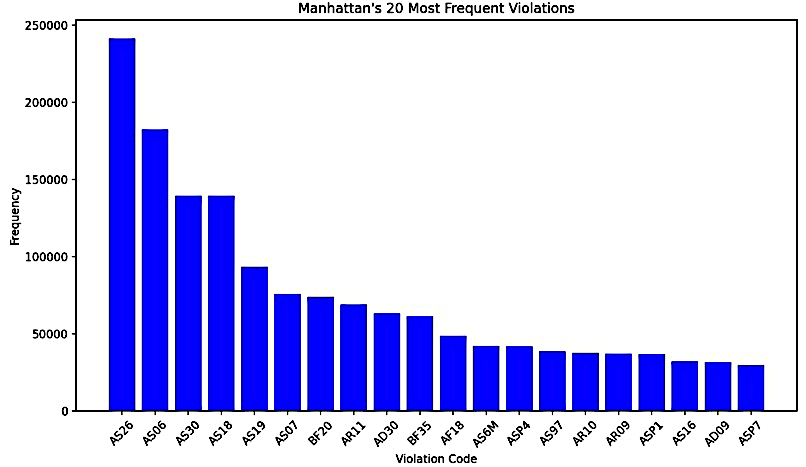 Manhattan's 20 Most Frequent Violations
250000
200000
150000
100000
50000
0
Frequency
AS26 AS06 AS30 AS18 AS19 AS07 BF20 AR11 AD30 BF35 AF18 AS6M ASP4 AS97 AR10 AR09 ASP1 AS16 AD09 ASP7
Violation Code